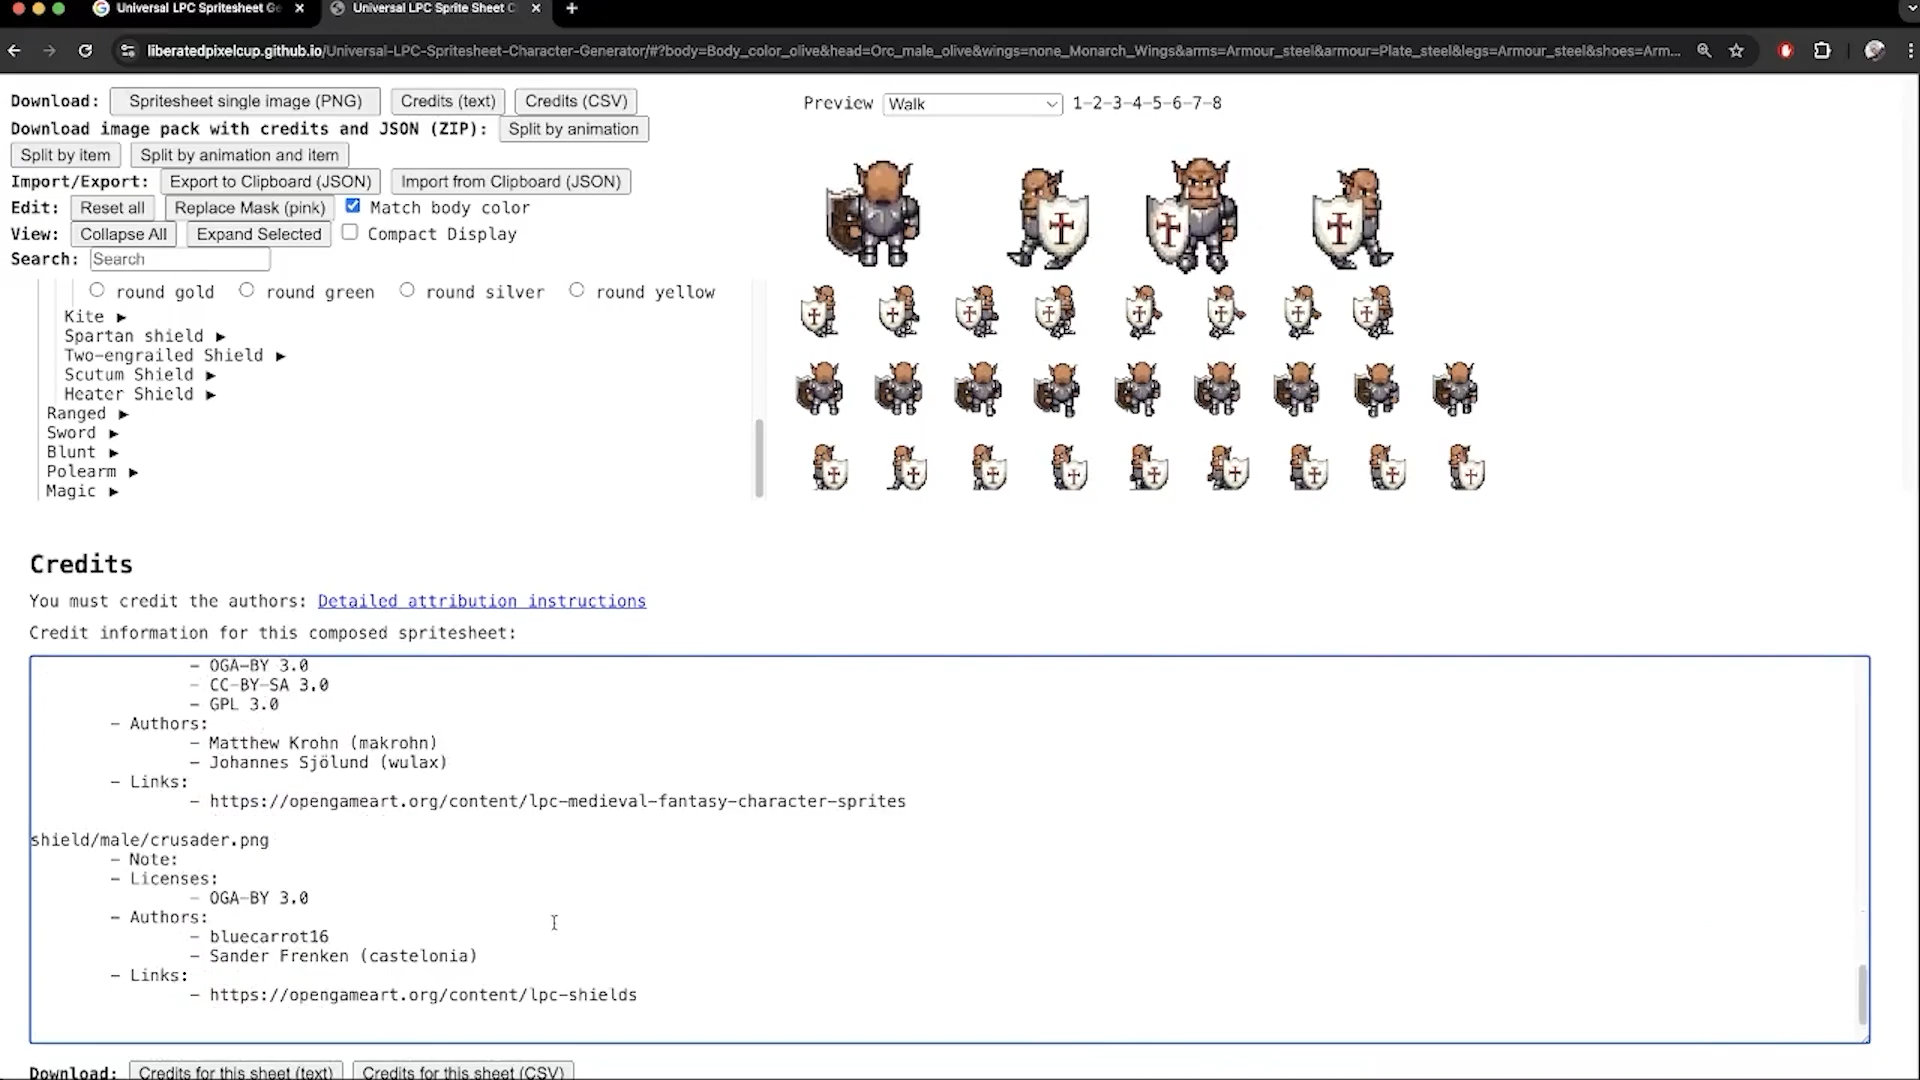 Universal LPC Spritesheet Ge
Universal LPC Sprite Sheet C
liberatedpixelcup.github.io/Universal-LPC-Spritesheet-Character-Generator/#?body=Body_color_olive&head=Orc_male_olive&wings=none_Monarch_Wings&arms=Armour_steel&armour=Plate_steel&legs=Armour_steel&shoes=Arm...
Download: Spritesheet single image (PNG) Credits (text) Credits (CSV)
Download image pack with credits and JSON (ZIP): Split by animation
Split by item Split by animation and item
Import/Export: Export to Clipboard (JSON) Import from Clipboard (JSON)
Edit: Reset all Replace Mask (pink) Match body color
View: Collapse All Expand Selected Compact Display
Search: Search
round gold round green round silver round yellow
Kite ▶
Spartan shield ▶
Two-engrailed Shield ▶
Scutum Shield ▶
Heater Shield ▶
Ranged ▶
Sword ▶
Blunt ▶
Polearm ▶
Magic ▶
Preview Walk 1-2-3-4-5-6-7-8
Credits
You must credit the authors: Detailed attribution instructions
Credit information for this composed spritesheet:
- OGA-BY 3.0
- CC-BY-SA 3.0
- GPL 3.0
- Authors:
- Matthew Krohn (makrohn)
- Johannes Sjölund (wulax)
- Links:
- https://opengameart.org/content/lpc-medieval-fantasy-character-sprites
shield/male/crusader.png
- Note:
- Licenses:
- OGA-BY 3.0
- Authors:
- bluecarrot16
- Sander Frenken (castelonia)
- Links:
- https://opengameart.org/content/lpc-shields
Download: Credits for this sheet (text) Credits for this sheet (CSV)